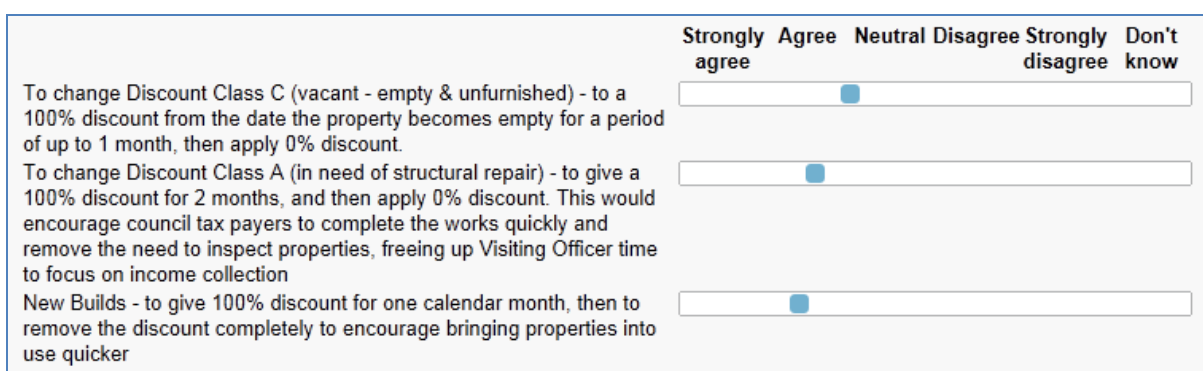 Strongly agree Agree Neutral Disagree Strongly disagree Don't know
To change Discount Class C (vacant - empty & unfurnished) - to a
100% discount from the date the property becomes empty for a period
of up to 1 month, then apply 0% discount.
To change Discount Class A (in need of structural repair) - to give a
100% discount for 2 months, and then apply 0% discount. This would
encourage council tax payers to complete the works quickly and
remove the need to inspect properties, freeing up Visiting Officer time
to focus on income collection
New Builds - to give 100% discount for one calendar month, then to
remove the discount completely to encourage bringing properties into
use quicker